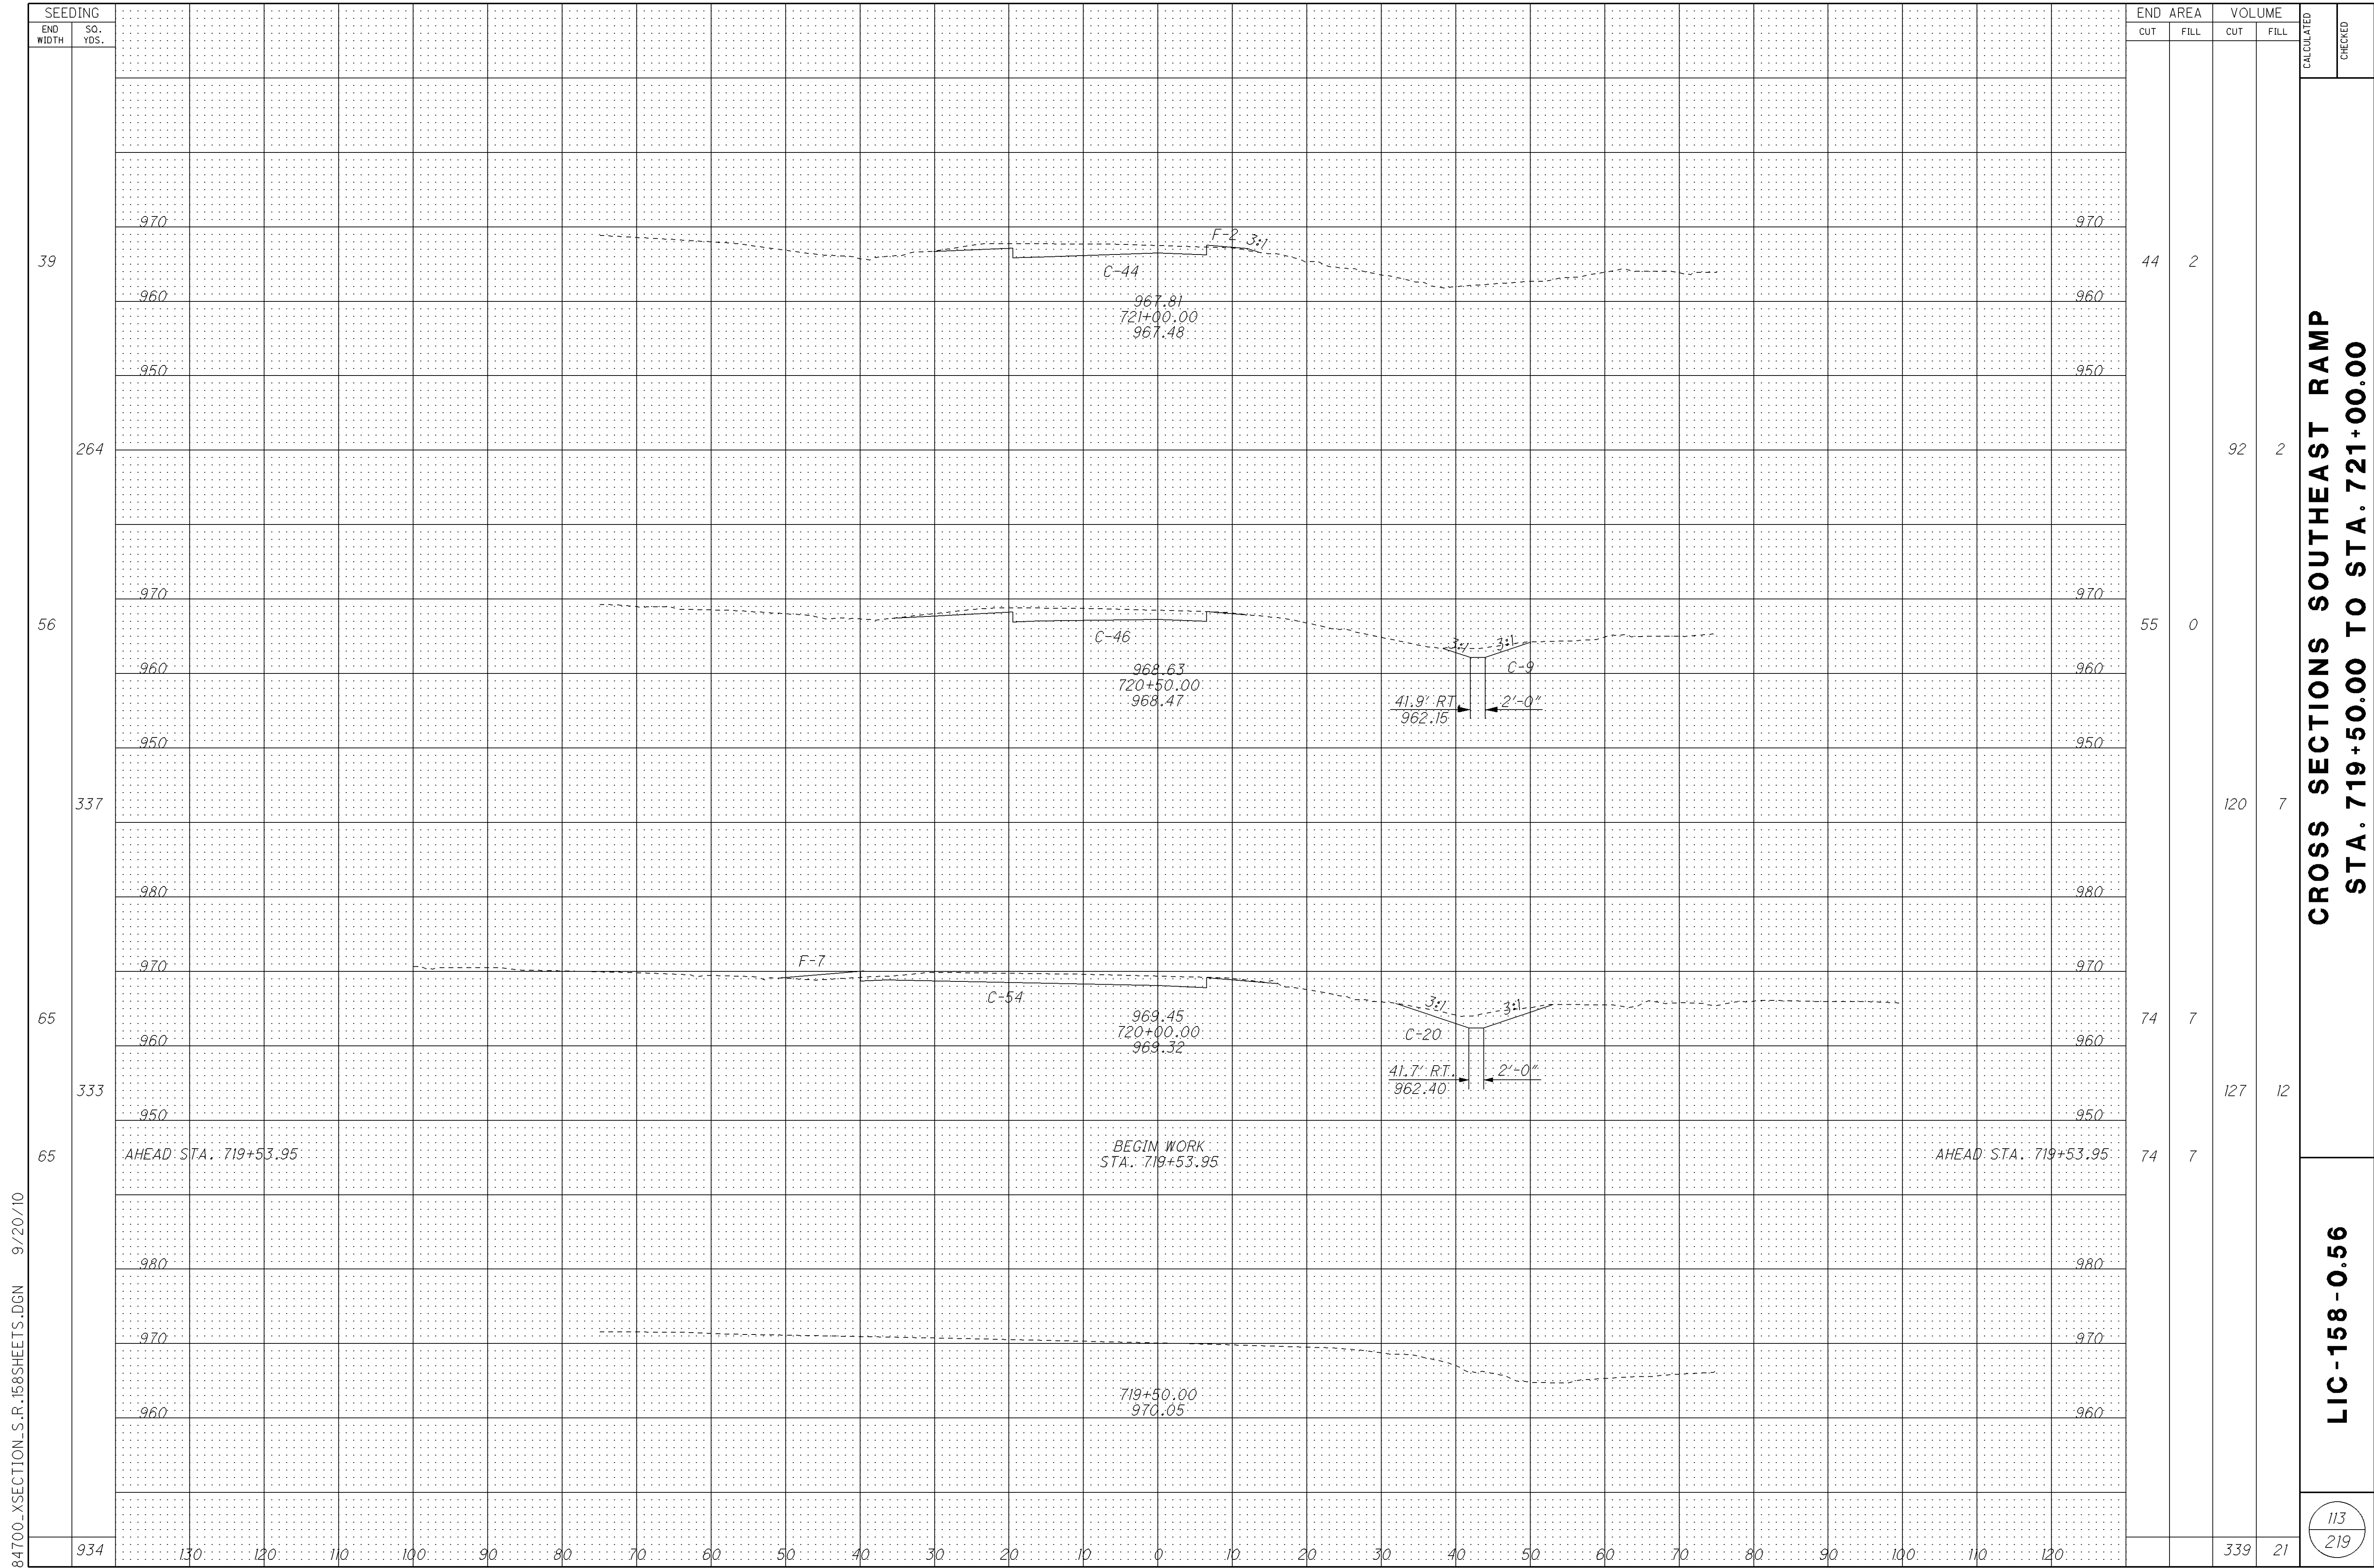 SEEDING
END WIDTH
SQ. YDS.
END AREA
VOLUME
CUT FILL CUT FILL
CALCULATED
CHECKED
970 970
F-2 3:1
39
C-44
44 2
960 960
967.81
721+00.00
967.48
950 950
264
92 2
970 970
56
C-46
3:1 3:1
C-9
55 0
960 960
968.63
720+50.00
968.47
41.9' RT.
962.15
2'-0"
950 950
337
120 7
980 980
970 970
F-7
C-54
3:1 3:1
C-20
65
969.45
720+00.00
969.32
74 7
960 960
41.7' RT.
962.40
2'-0"
333
127 12
950 950
65
AHEAD STA. 719+53.95
BEGIN WORK
STA. 719+53.95
AHEAD STA. 719+53.95
74 7
980 980
970 970
719+50.00
970.05
960 960
934
130 120 110 100 90 80 70 60 50 40 30 20 10 0 10 20 30 40 50 60 70 80 90 100 110 120
339 21
CROSS SECTIONS SOUTHEAST RAMP
STA. 719+50.00 TO STA. 721+00.00
LIC-158-0.56
113
219
84700_XSECTION_S.R.158SHEETS.DGN 9/20/10